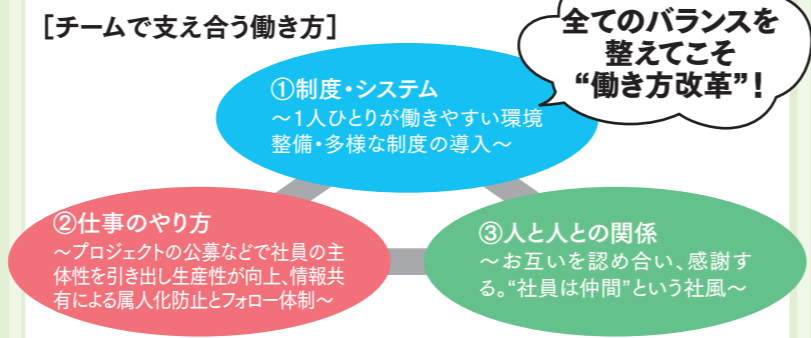 ［チームで支え合う働き方］
全てのバランスを
整えてこそ
“働き方改革”！
①制度・システム
～1人ひとりが働きやすい環境
整備・多様な制度の導入～
②仕事のやり方
～プロジェクトの公募などで社員の主
体性を引き出し生産性が向上、情報共
有による属人化防止とフォロー体制～
③人と人との関係
～お互いを認め合い、感謝す
る。“社員は仲間”という社風～